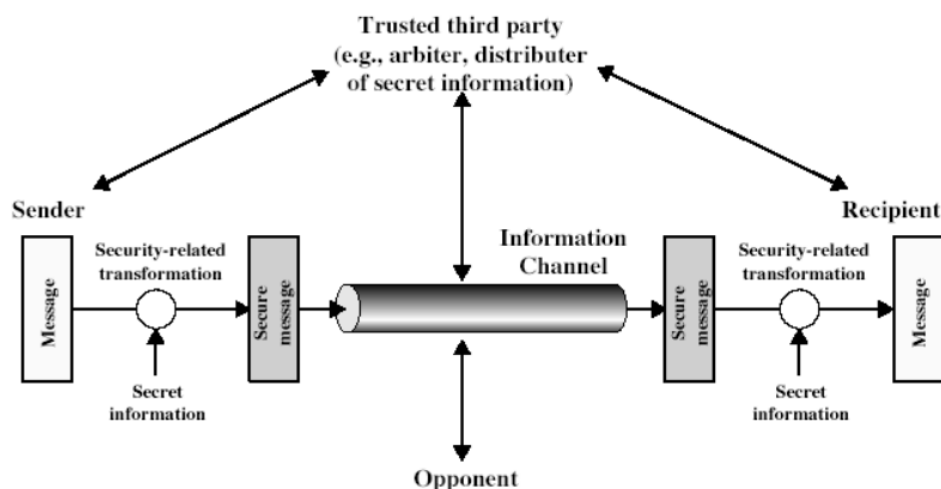 Trusted third party
(e.g., arbiter, distributer
of secret information)
Sender
Recipient
Message
Security-related
transformation
Secret
information
Secure
message
Information
Channel
Secure
message
Security-related
transformation
Secret
information
Message
Opponent